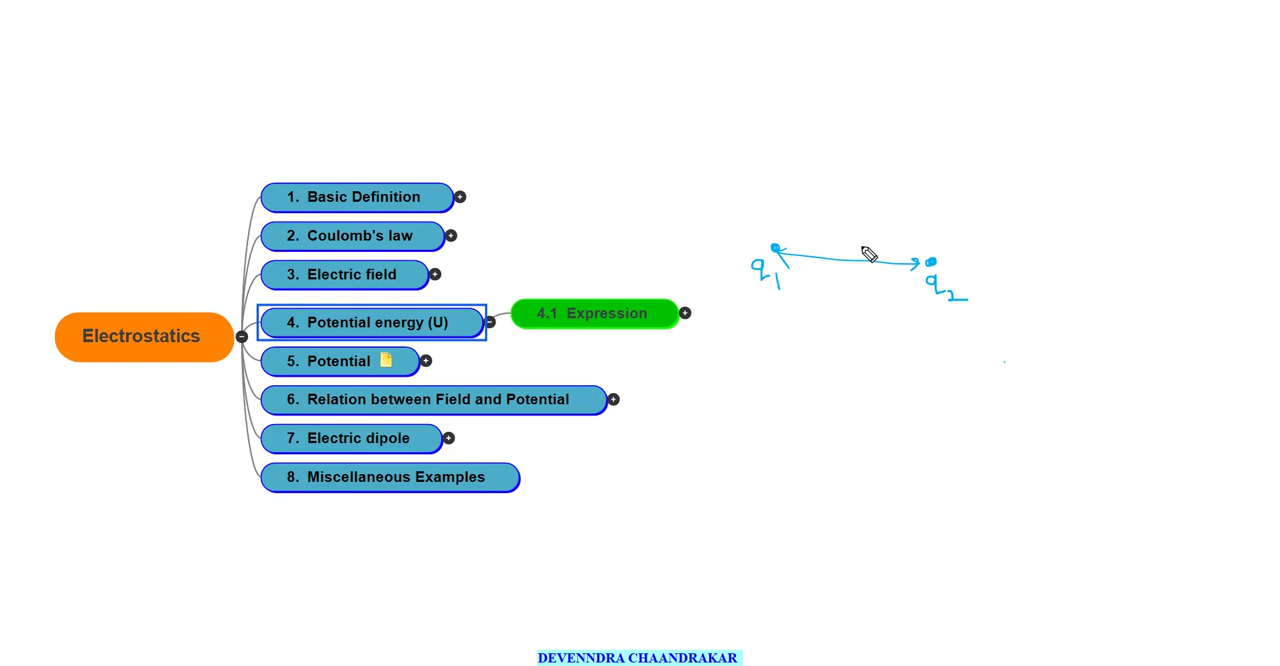 1. Basic Definition
2. Coulomb's law
3. Electric field
4. Potential energy (U)
4.1 Expression
5. Potential
6. Relation between Field and Potential
7. Electric dipole
8. Miscellaneous Examples
Electrostatics
q1
q2
DEVENNDRA CHAANDRAKAR